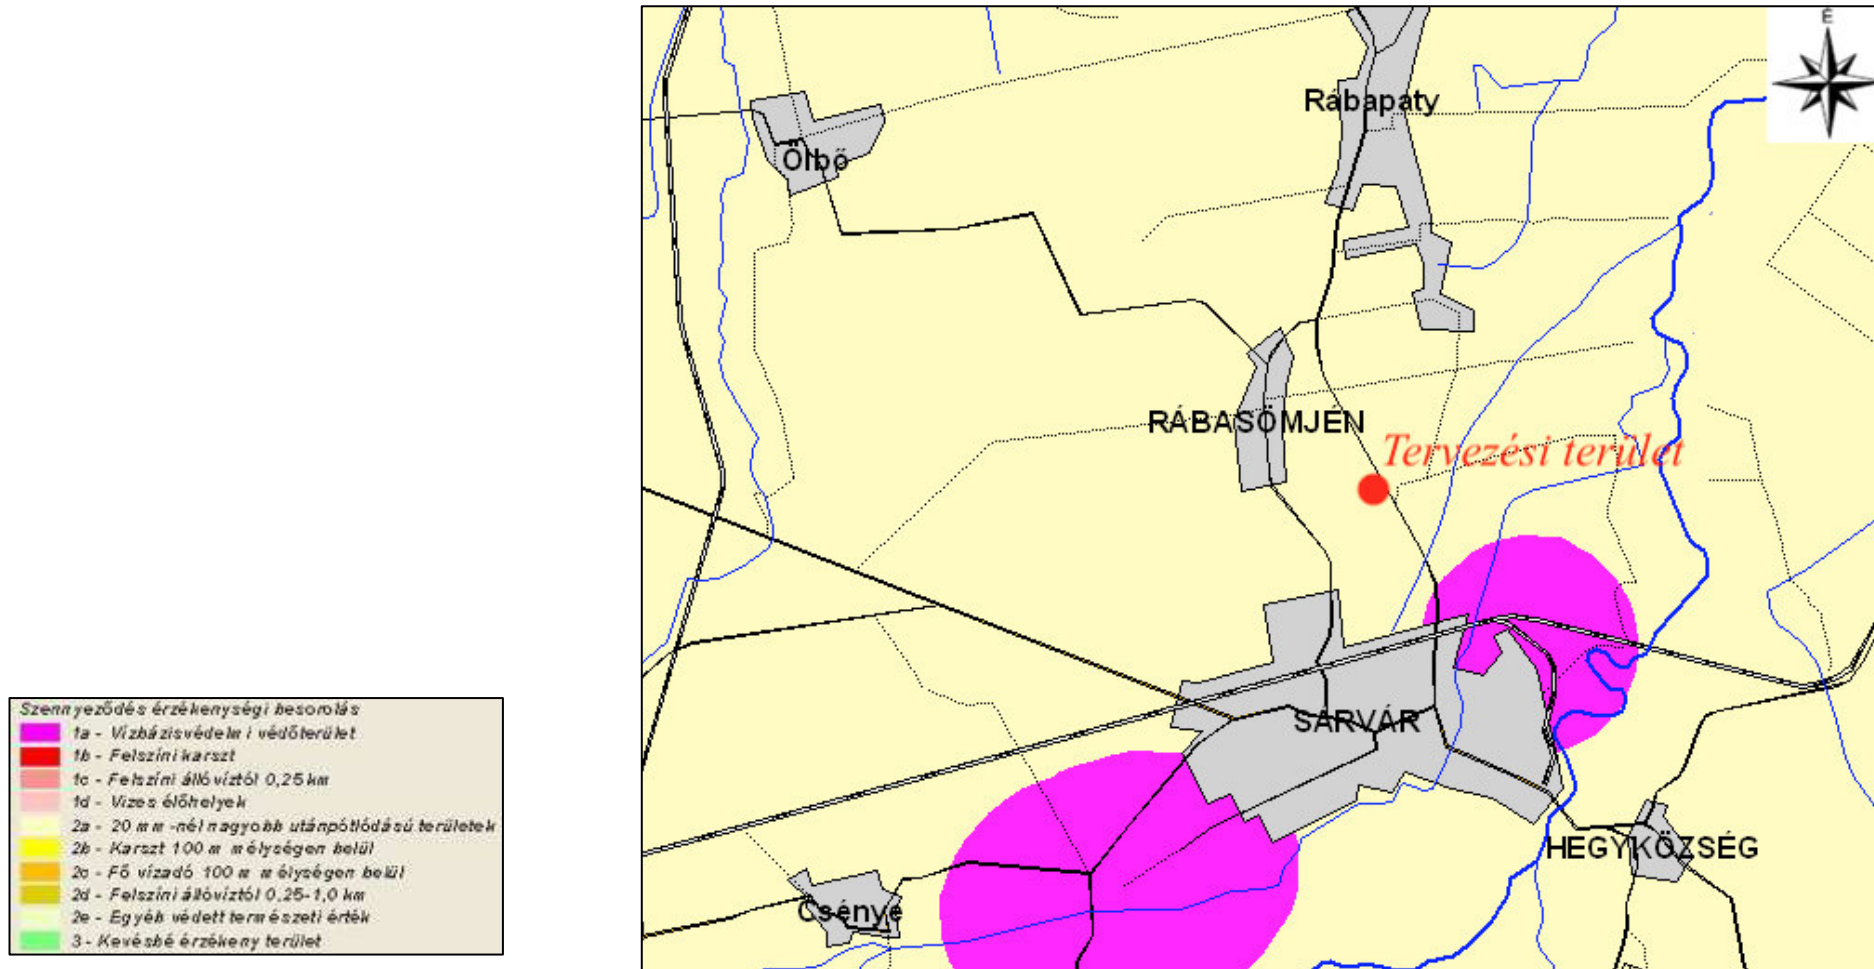 É
Rábapaty
Ölbő
RÁBASÖMJÉN
Tervezési terület
SÁRVÁR
HEGYKÖZSÉG
Csénye
Szennyeződés érzékenységi besorolás
1a - Vízbázisvédelmi védőterület
1b - Felszíni karszt
1c - Felszíni állóvíztól 0,25 km
1d - Vizes élőhelyek
2a - 20 mm-nél nagyobb utánpótlódású területek
2b - Karszt 100 m mélységen belül
2c - Fő vízadó 100 m mélységen belül
2d - Felszíni állóvíztól 0,25-1,0 km
2e - Egyéb védett természeti érték
3 - Kevésbé érzékeny terület